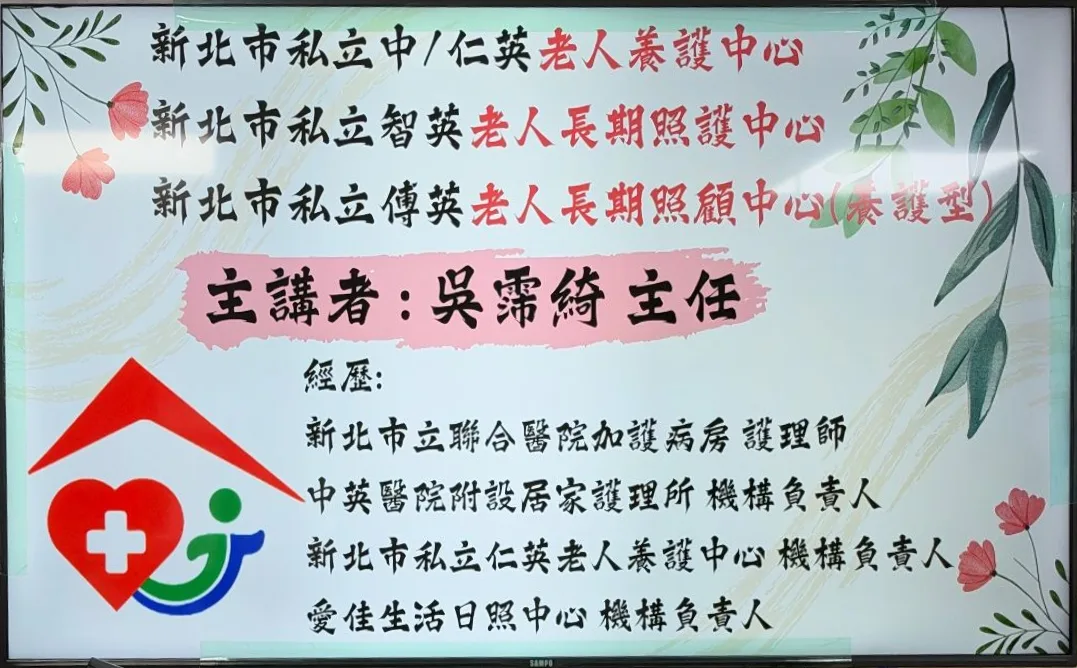 新北市私立中/仁英老人養護中心
新北市私立智英老人長期照護中心
新北市私立傅英老人長期照顧中心(養護型)
主講者:吳霈綺 主任
經歷:
新北市立聯合醫院加護病房 護理師
中英醫院附設居家護理所 機構負責人
新北市私立仁英老人養護中心 機構負責人
愛佳生活日照中心 機構負責人
SAMPO